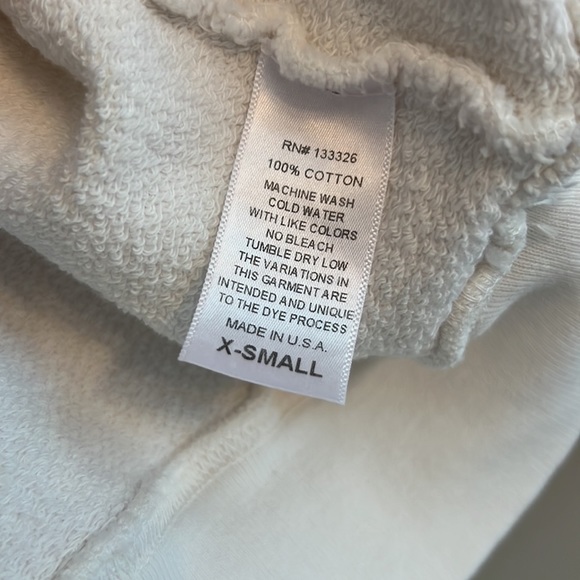 RN# 133326
100% COTTON
MACHINE WASH
COLD WATER
WITH LIKE COLORS
NO BLEACH
TUMBLE DRY LOW
THE VARIATIONS IN
THIS GARMENT ARE
INTENDED AND UNIQUE
TO THE DYE PROCESS
MADE IN U.S.A.
X-SMALL